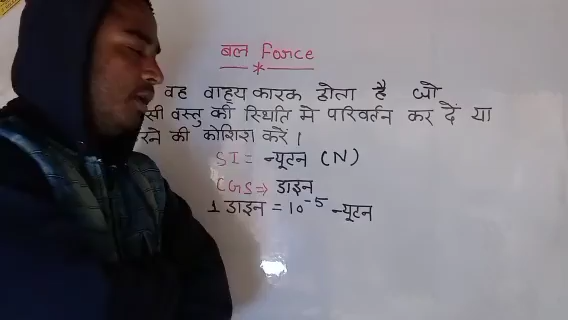 बल Force
वह वाहय कारक होता है जो
सी वस्तु की स्थिति मे परिवर्तन कर दें या
रने की कोशिश करें ।
SI = न्यूटन (N)
CGS ⇒ डाइन
1 डाइन = 10⁻⁵ न्यूटन